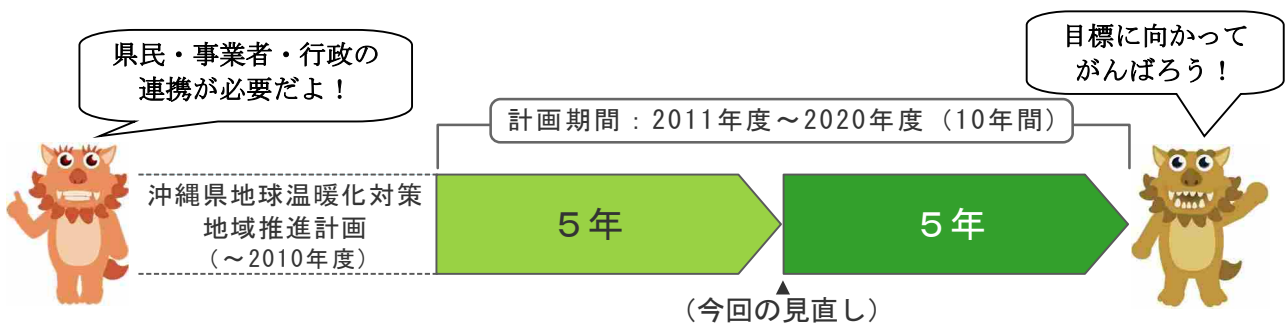 県民・事業者・行政の
連携が必要だよ！
目標に向かって
がんばろう！
計画期間：2011年度～2020年度（10年間）
沖縄県地球温暖化対策
地域推進計画
（～2010年度）
５年
５年
▲
（今回の見直し）